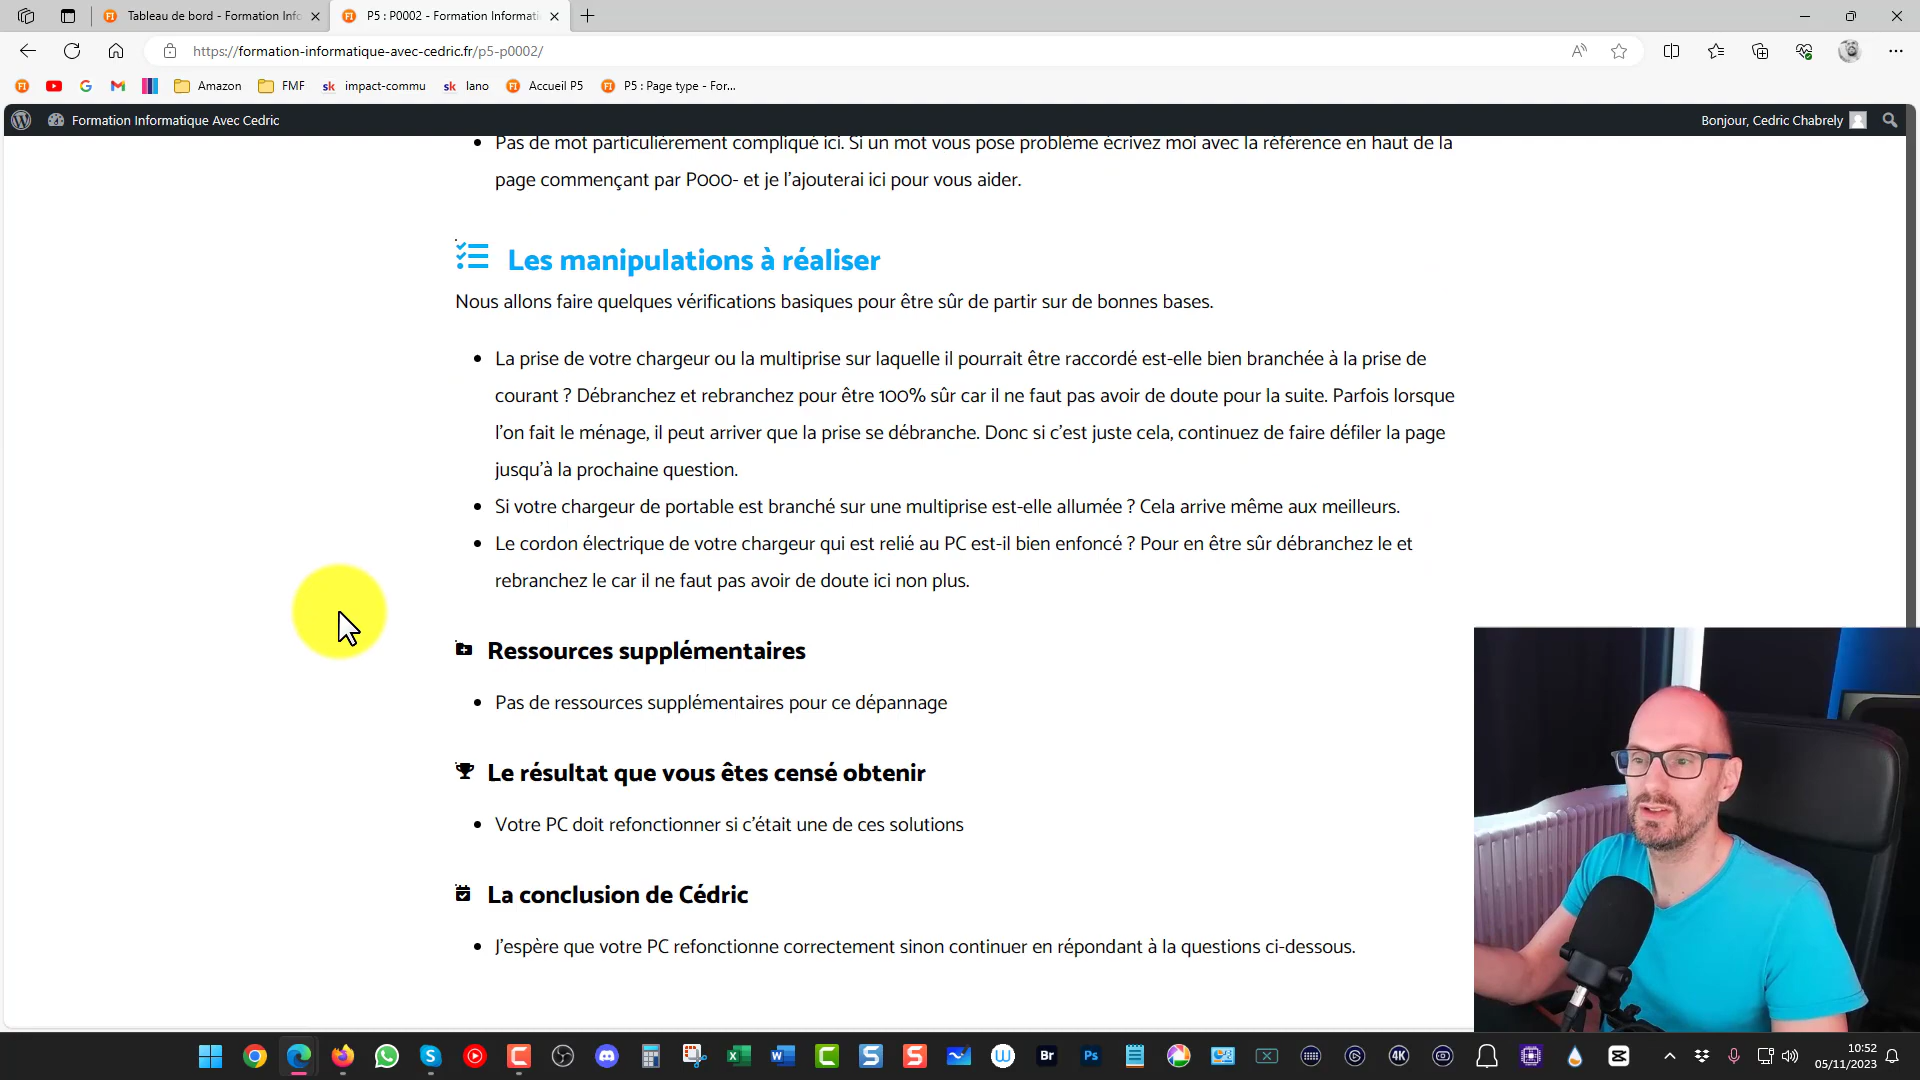 Tableau de bord - Formation Info
P5 : P0002 - Formation Informati
https://formation-informatique-avec-cedric.fr/p5-p0002/
Amazon
FMF
impact-commu
lano
Accueil P5
P5 : Page type - For...
Formation Informatique Avec Cedric
Bonjour, Cedric Chabrely
Pas de mot particulièrement compliqué ici. Si un mot vous pose problème écrivez moi avec la référence en haut de la
page commençant par P000- et je l'ajouterai ici pour vous aider.
Les manipulations à réaliser
Nous allons faire quelques vérifications basiques pour être sûr de partir sur de bonnes bases.
La prise de votre chargeur ou la multiprise sur laquelle il pourrait être raccordé est-elle bien branchée à la prise de
courant ? Débranchez et rebranchez pour être 100% sûr car il ne faut pas avoir de doute pour la suite. Parfois lorsque
l'on fait le ménage, il peut arriver que la prise se débranche. Donc si c'est juste cela, continuez de faire défiler la page
jusqu'à la prochaine question.
Si votre chargeur de portable est branché sur une multiprise est-elle allumée ? Cela arrive même aux meilleurs.
Le cordon électrique de votre chargeur qui est relié au PC est-il bien enfoncé ? Pour en être sûr débranchez le et
rebranchez le car il ne faut pas avoir de doute ici non plus.
Ressources supplémentaires
Pas de ressources supplémentaires pour ce dépannage
Le résultat que vous êtes censé obtenir
Votre PC doit refonctionner si c'était une de ces solutions
La conclusion de Cédric
J'espère que votre PC refonctionne correctement sinon continuer en répondant à la questions ci-dessous.
10:52
05/11/2023